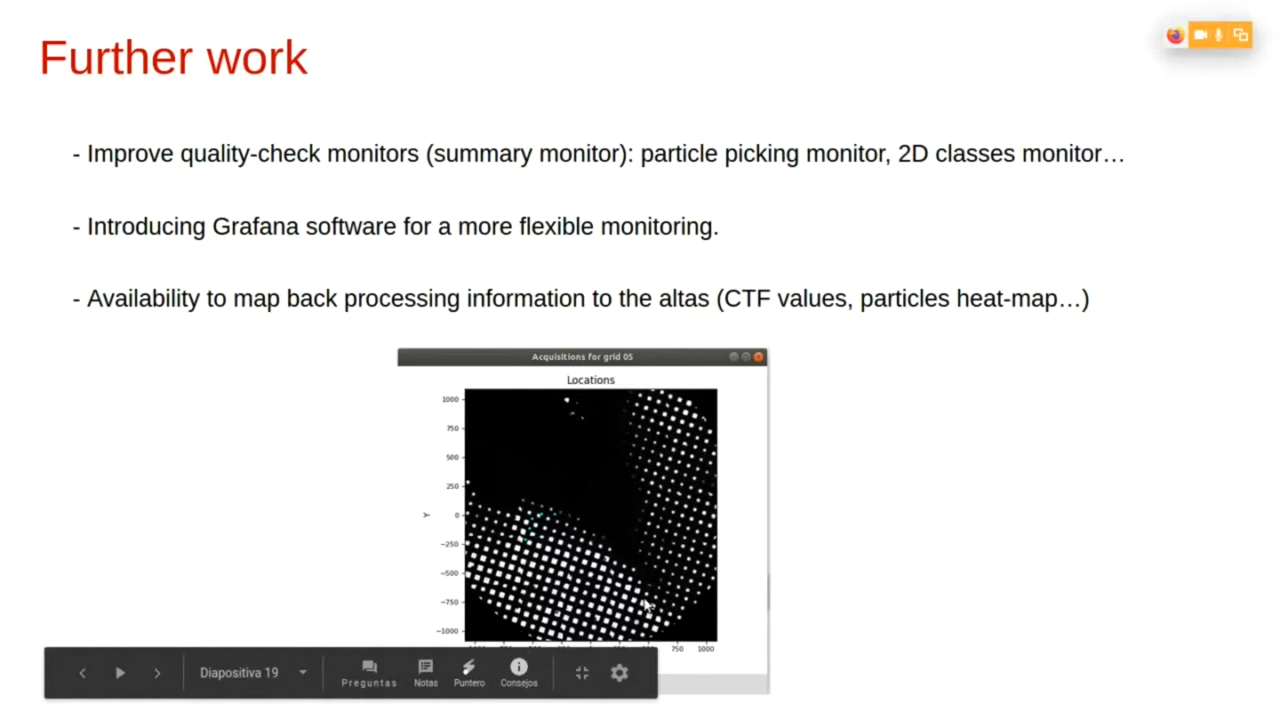 Further work
- Improve quality-check monitors (summary monitor): particle picking monitor, 2D classes monitor…
- Introducing Grafana software for a more flexible monitoring.
- Availability to map back processing information to the altas (CTF values, particles heat-map…)
Acquisitions for grid 05
Locations
1000
750
500
250
Y
0
−250
−500
−750
−1000
750 1000
Diapositiva 19
Preguntas Notas Puntero Consejos